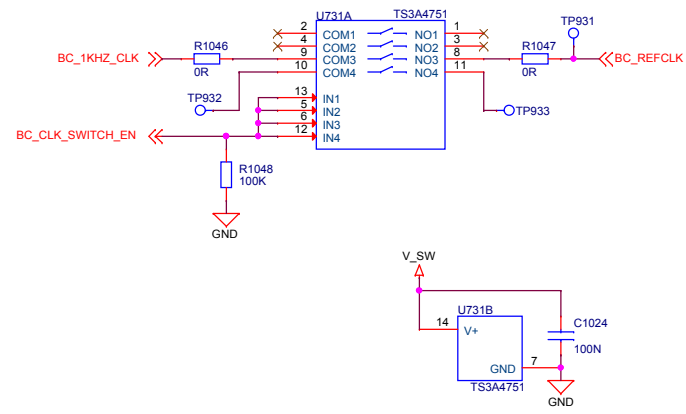 U731A TS3A4751
2 COM1 NO1 1
4 COM2 NO2 3
9 COM3 NO3 8
10 COM4 NO4 11
13 IN1
5 IN2
6 IN3
12 IN4
BC_1KHZ_CLK
R1046
0R
R1047
0R
TP931
BC_REFCLK
TP932
TP933
BC_CLK_SWITCH_EN
R1048
100K
GND
V_SW
U731B
14 V+
GND 7
TS3A4751
C1024
100N
GND